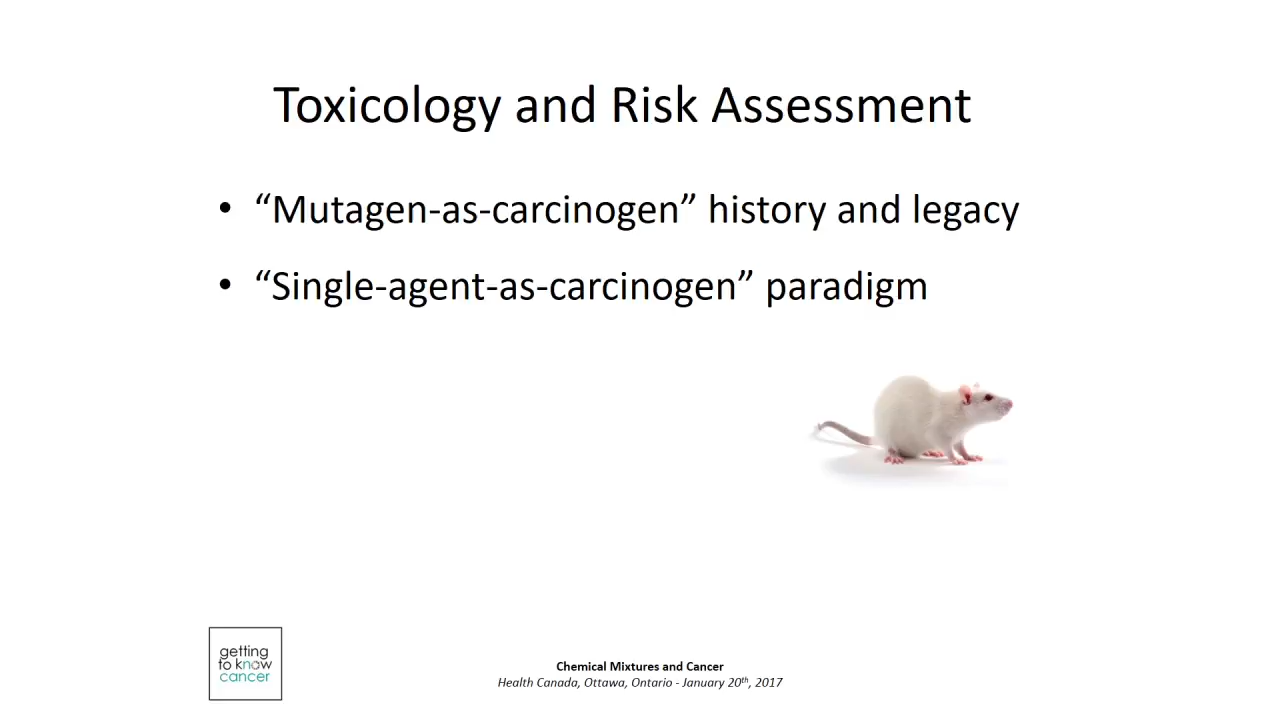 Toxicology and Risk Assessment
• “Mutagen-as-carcinogen” history and legacy
• “Single-agent-as-carcinogen” paradigm
getting
to know
cancer
Chemical Mixtures and Cancer
Health Canada, Ottawa, Ontario - January 20th, 2017